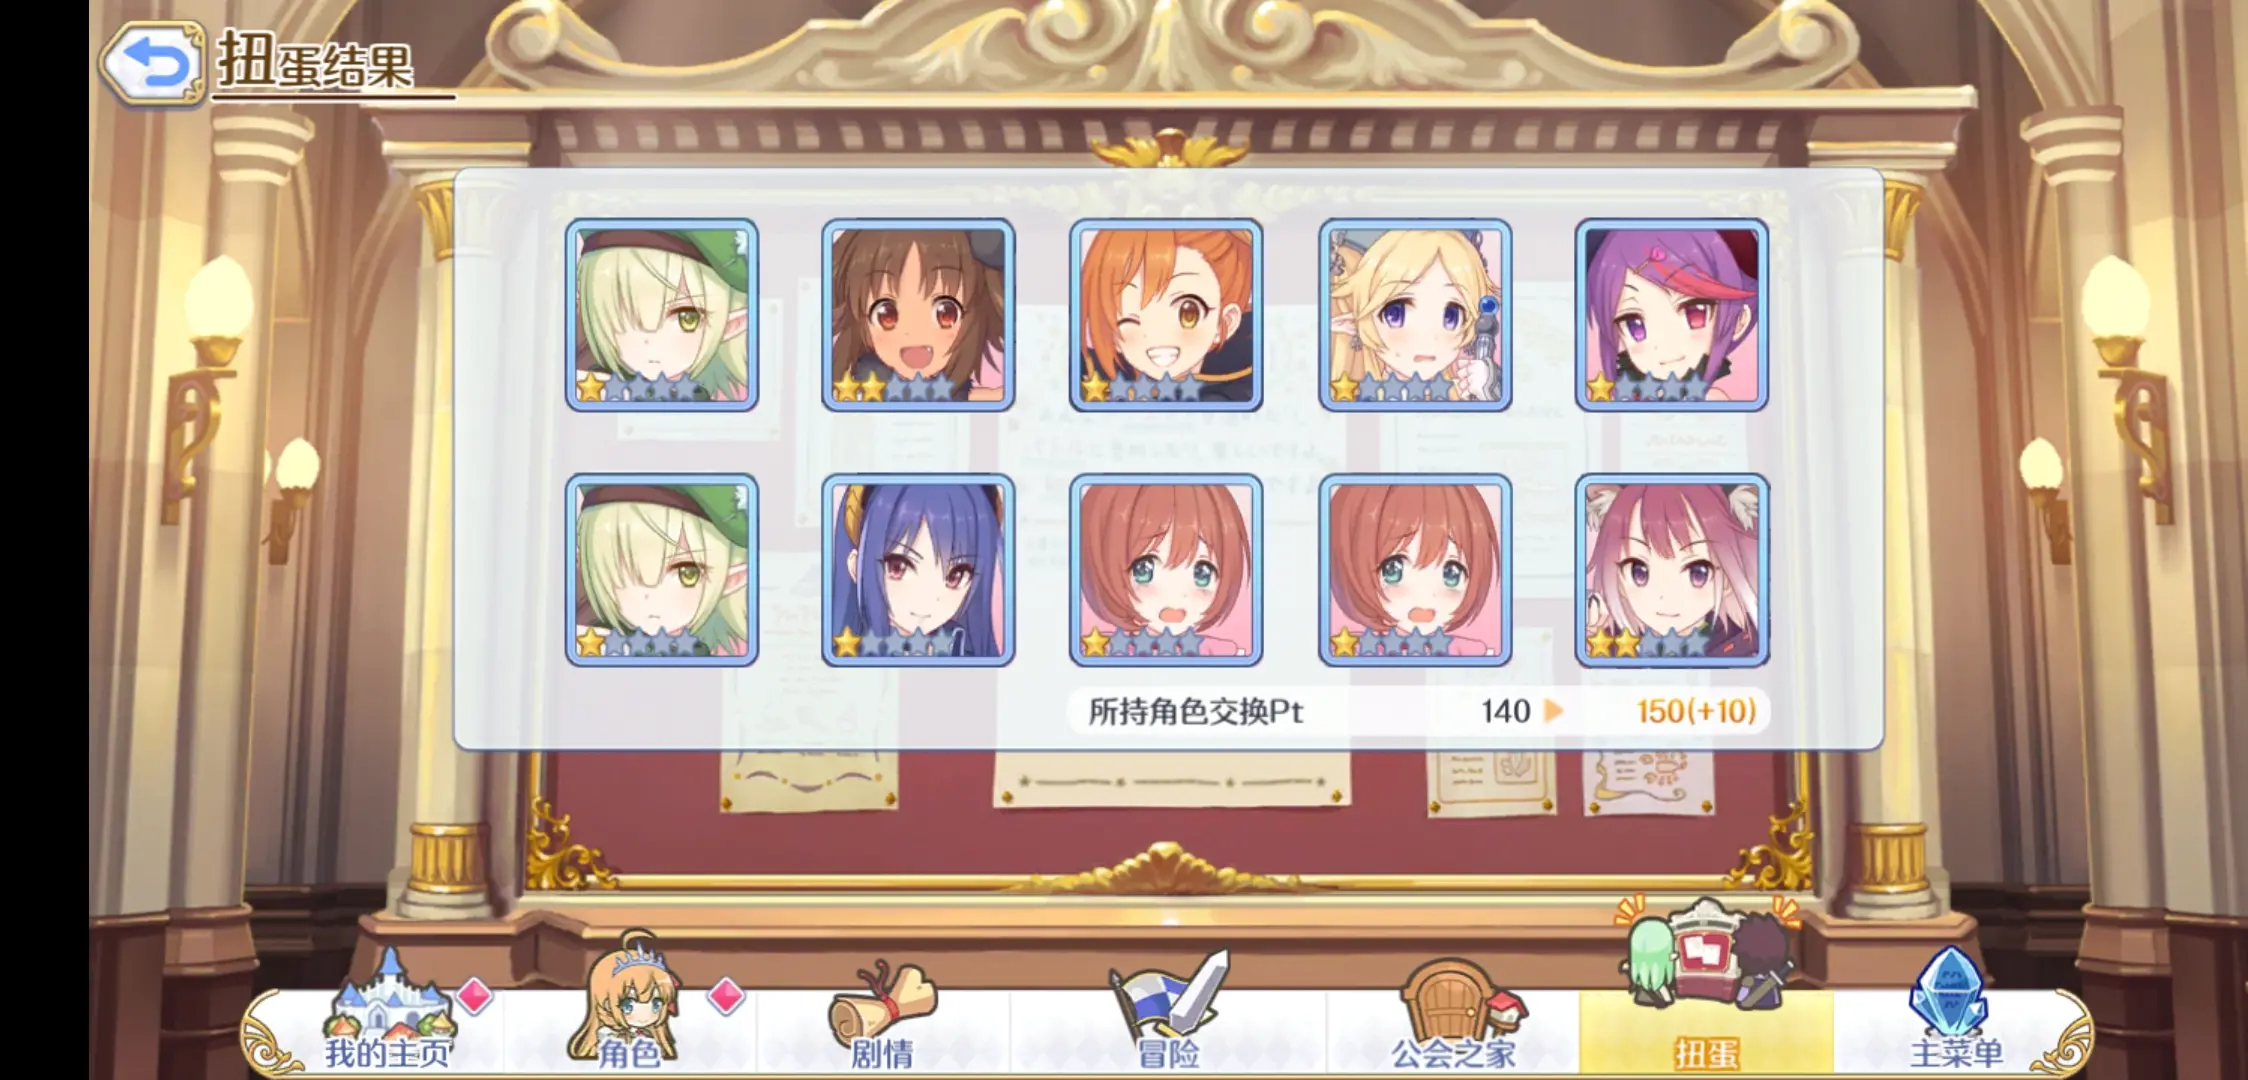 扭蛋结果
所持角色交换Pt 140 150(+10)
我的主页
角色
剧情
冒险
公会之家
扭蛋
主菜单